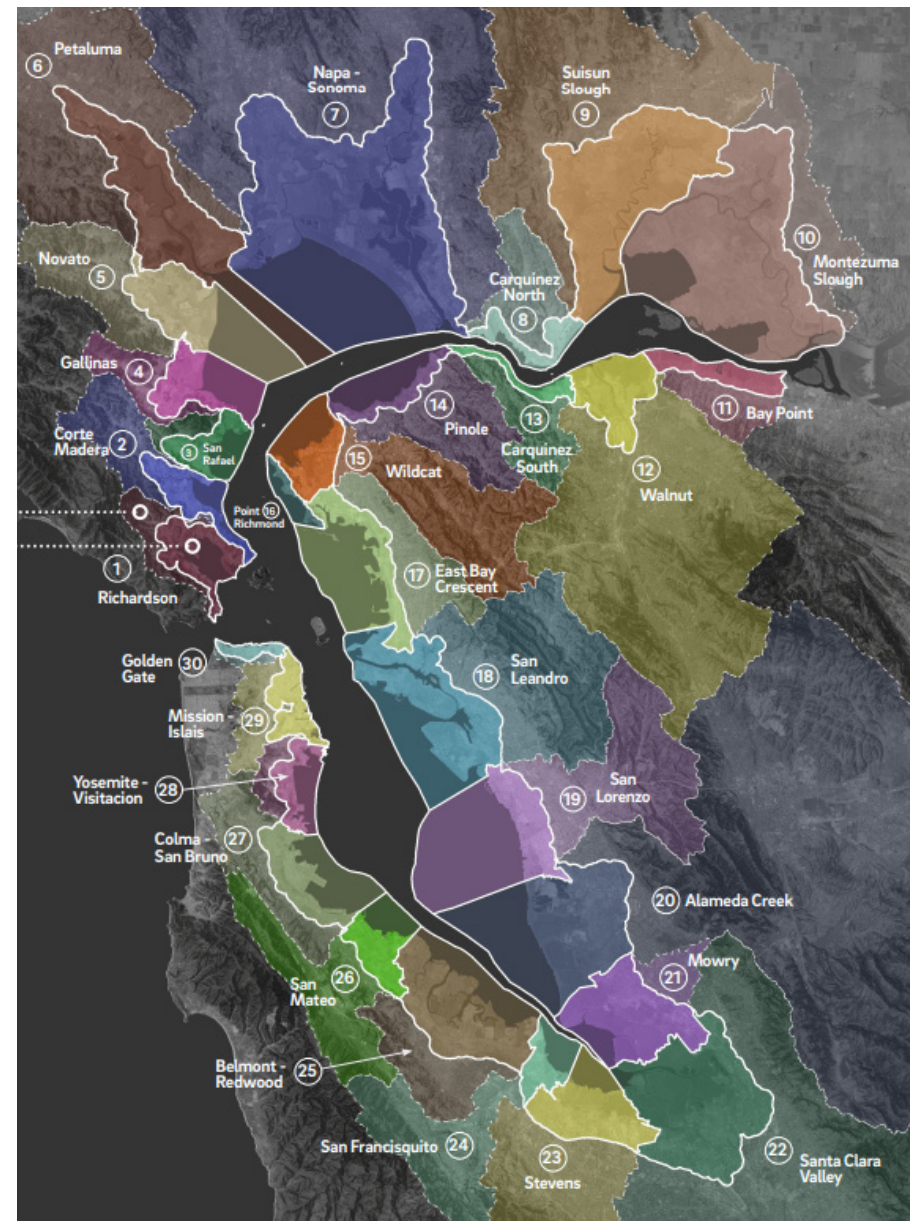 Petaluma
6
Napa -
Sonoma
7
Suisun
Slough
9
Novato
5
10
Montezuma
Slough
Carquinez
North
8
Gallinas
4
14
Pinole
13
Carquinez
South
11
Bay Point
Corte
Madera
2
3
San
Rafael
15
Wildcat
12
Walnut
Point
Richmond
16
1
Richardson
17
East Bay
Crescent
Golden
Gate
30
18
San
Leandro
Mission -
Islais
29
Yosemite -
Visitacion
28
19
San
Lorenzo
27
Colma -
San Bruno
20
Alameda Creek
21
Mowry
26
San
Mateo
Belmont -
Redwood
25
San Francisquito
24
23
Stevens
22
Santa Clara
Valley